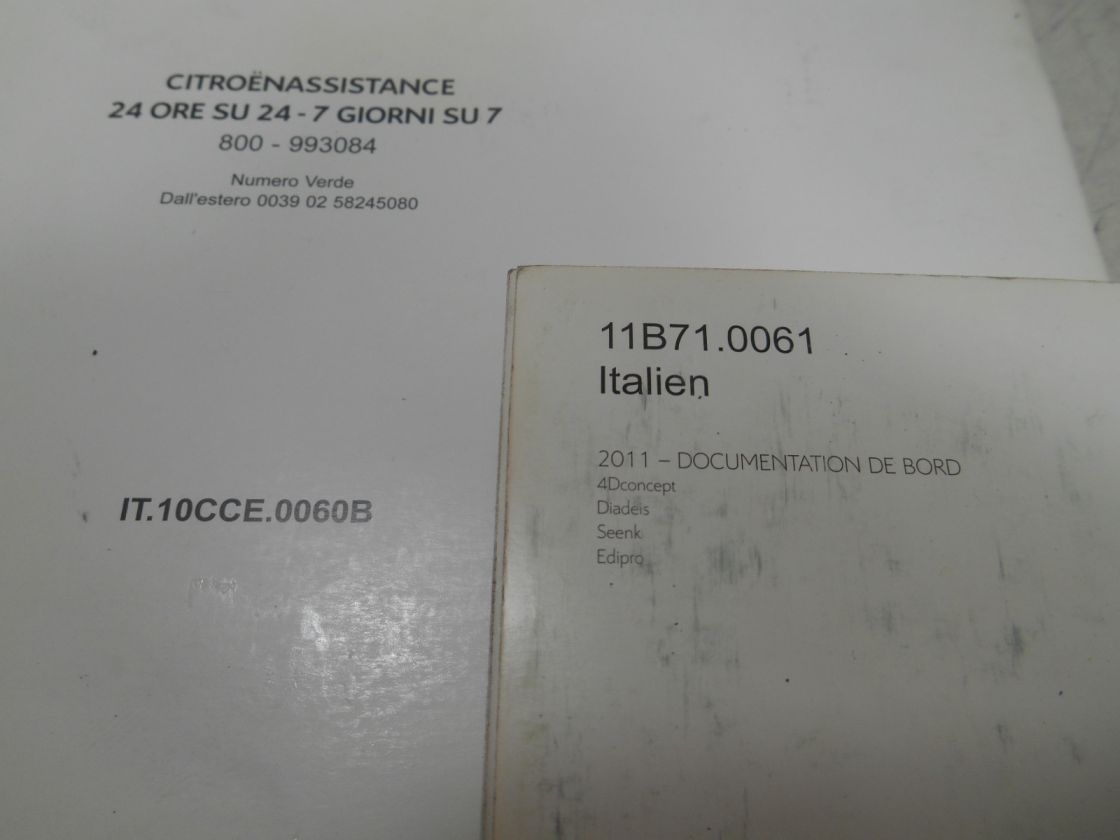 CITROËNASSISTANCE
24 ORE SU 24 - 7 GIORNI SU 7
800 - 993084
Numero Verde
Dall'estero 0039 02 58245080
IT.10CCE.0060B
11B71.0061
Italien
2011 – DOCUMENTATION DE BORD
4Dconcept
Diadeis
Seenk
Edipro